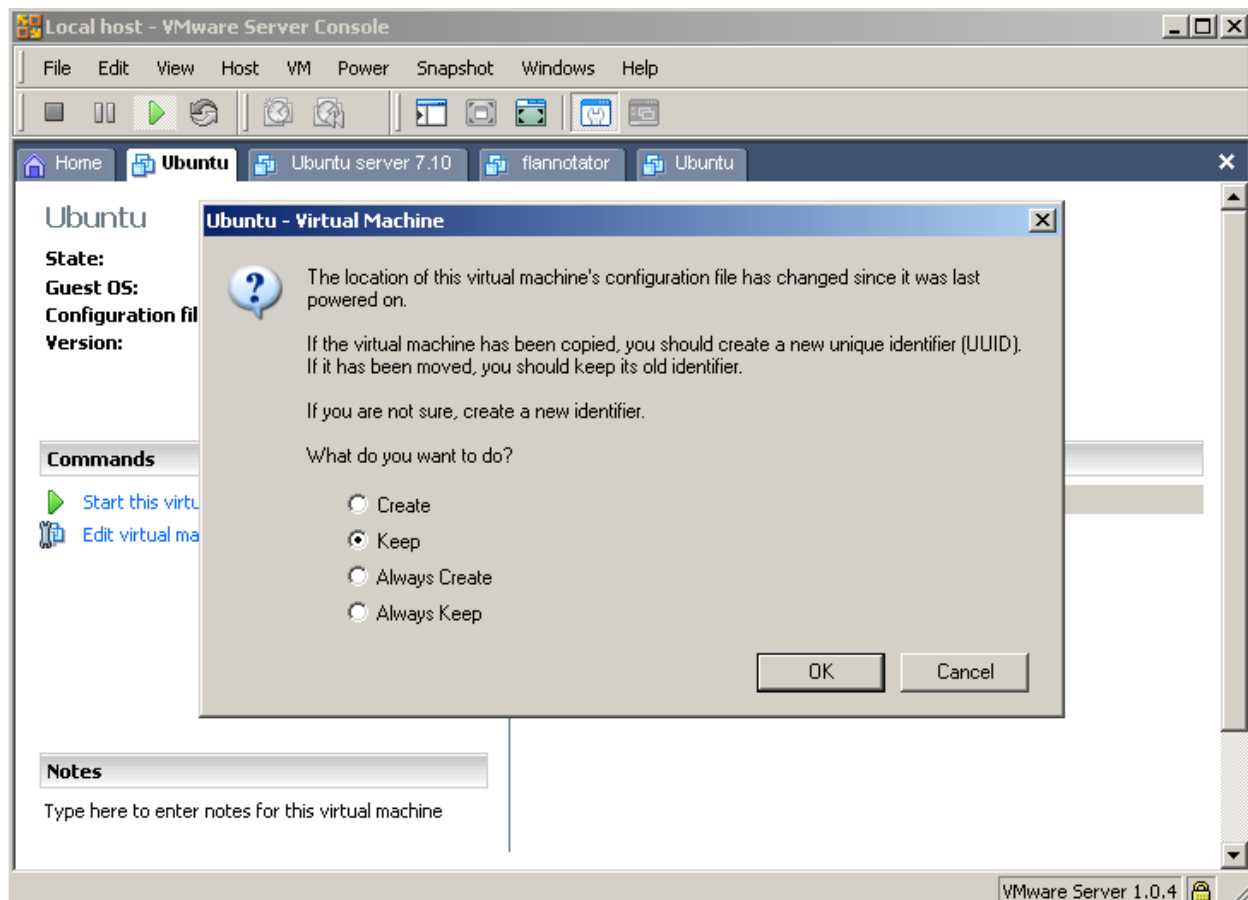 Local host - VMware Server Console
File Edit View Host VM Power Snapshot Windows Help
Home Ubuntu Ubuntu server 7.10 flannotator Ubuntu
Ubuntu
State:
Guest OS:
Configuration fil
Version:
Commands
Start this virtu
Edit virtual ma
Ubuntu - Virtual Machine
The location of this virtual machine's configuration file has changed since it was last
powered on.
If the virtual machine has been copied, you should create a new unique identifier (UUID).
If it has been moved, you should keep its old identifier.
If you are not sure, create a new identifier.
What do you want to do?
Create
Keep
Always Create
Always Keep
OK Cancel
Notes
Type here to enter notes for this virtual machine
VMware Server 1.0.4